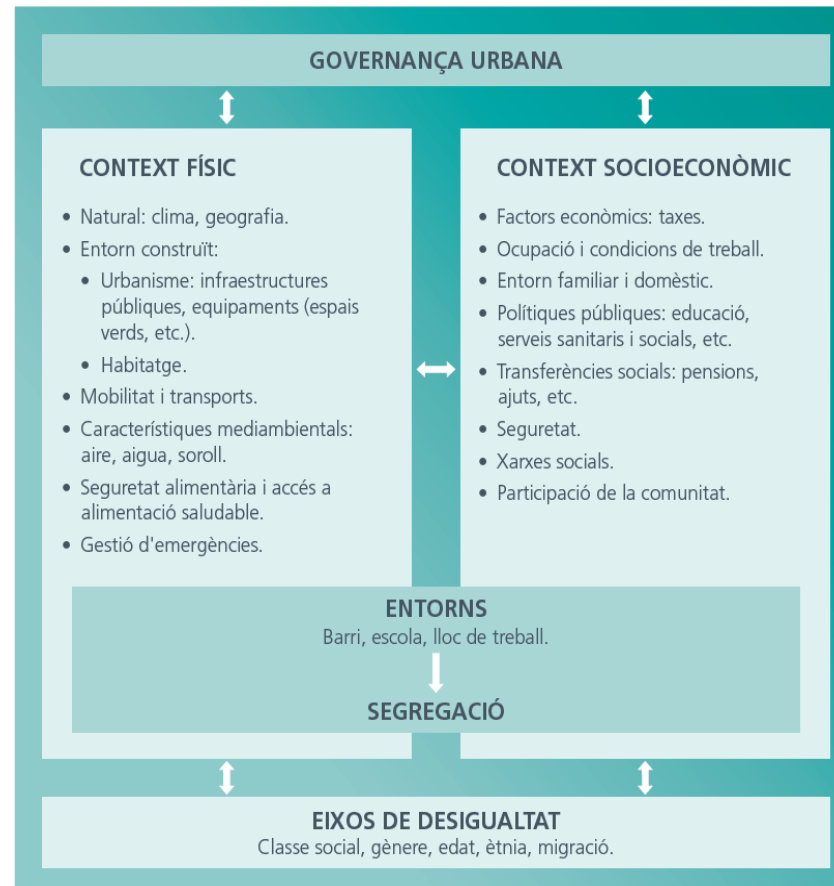 GOVERNANÇA URBANA
CONTEXT FÍSIC
• Natural: clima, geografia.
• Entorn construït:
• Urbanisme: infraestructures
públiques, equipaments (espais
verds, etc.).
• Habitatge.
• Mobilitat i transports.
• Característiques mediambientals:
aire, aigua, soroll.
• Seguretat alimentària i accés a
alimentació saludable.
• Gestió d'emergències.
CONTEXT SOCIOECONÒMIC
• Factors econòmics: taxes.
• Ocupació i condicions de treball.
• Entorn familiar i domèstic.
• Polítiques públiques: educació,
serveis sanitaris i socials, etc.
• Transferències socials: pensions,
ajuts, etc.
• Seguretat.
• Xarxes socials.
• Participació de la comunitat.
ENTORNS
Barri, escola, lloc de treball.
SEGREGACIÓ
EIXOS DE DESIGUALTAT
Classe social, gènere, edat, ètnia, migració.